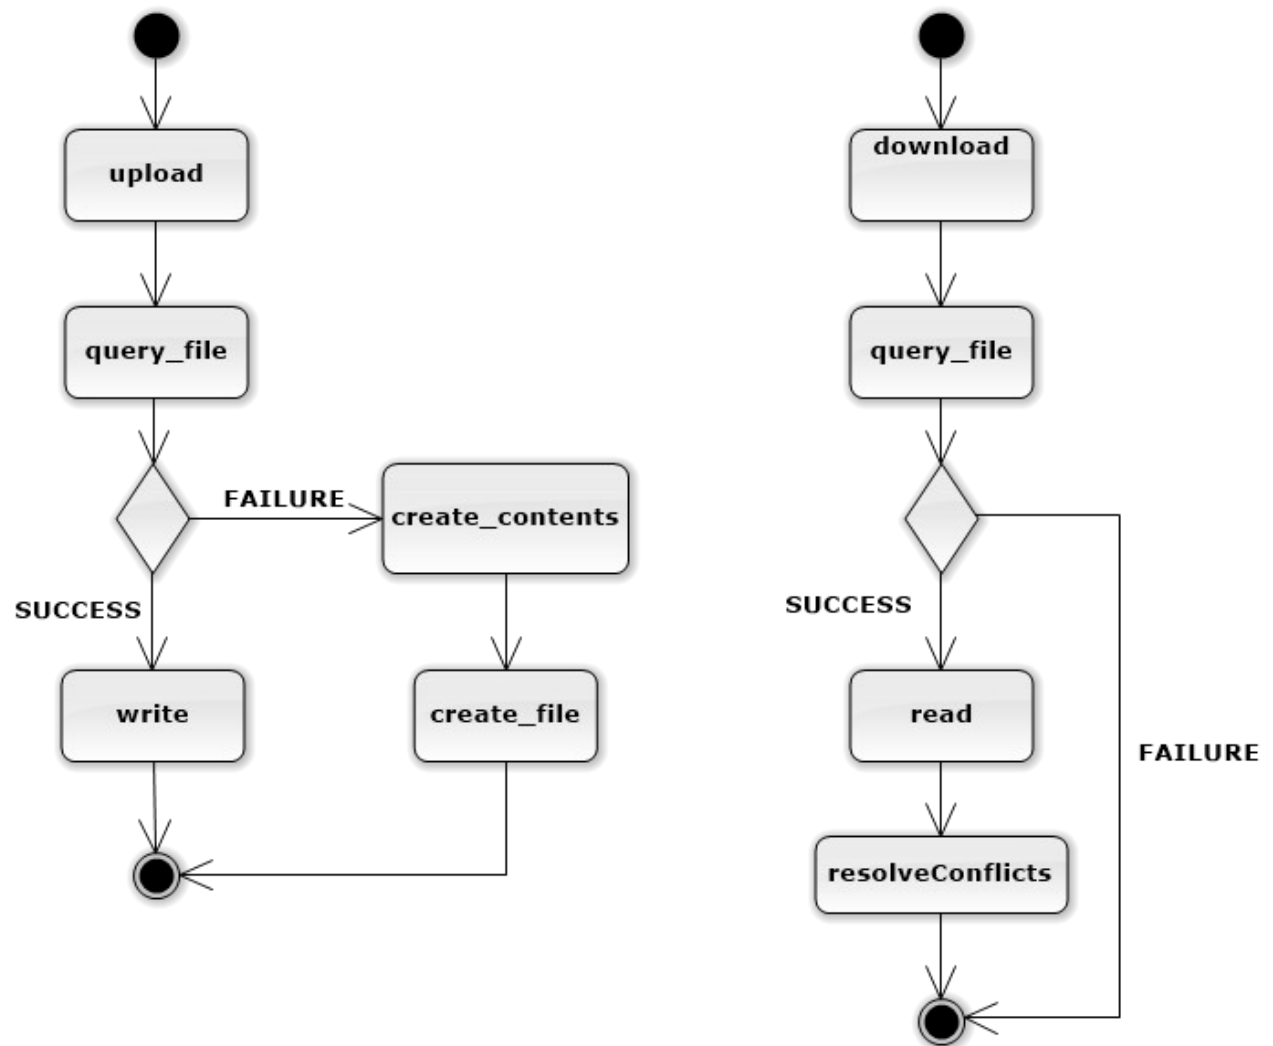 upload
query_file
FAILURE
create_contents
SUCCESS
write
create_file
download
query_file
SUCCESS
read
FAILURE
resolveConflicts